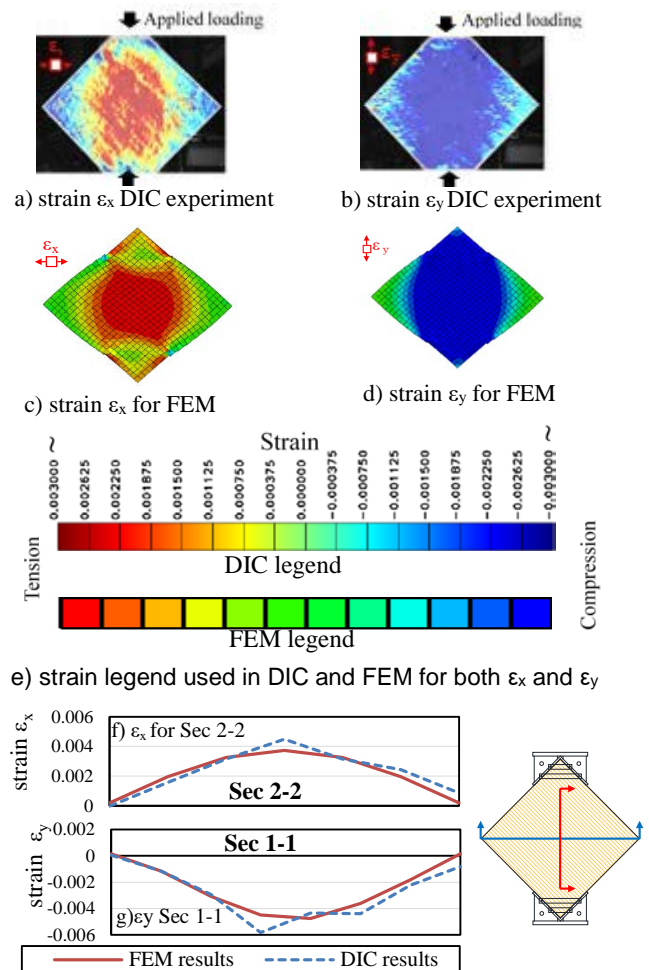 Applied loading
Applied loading
εx
εy
a) strain εx DIC experiment
b) strain εy DIC experiment
εx
εy
c) strain εx for FEM
d) strain εy for FEM
~ Strain ~
0.003000 0.002625 0.002250 0.001875 0.001500 0.001125 0.000750 0.000375 0.000000 -0.000375 -0.000750 -0.001125 -0.001500 -0.001875 -0.002250 -0.002625 -0.003000
Tension
DIC legend
Compression
FEM legend
e) strain legend used in DIC and FEM for both εx and εy
strain εx
0.006
0.004
0.002
0
f) εx for Sec 2-2
Sec 2-2
strain εy
-0.002
0
-0.002
-0.004
-0.006
Sec 1-1
g)εy Sec 1-1
FEM results
DIC results